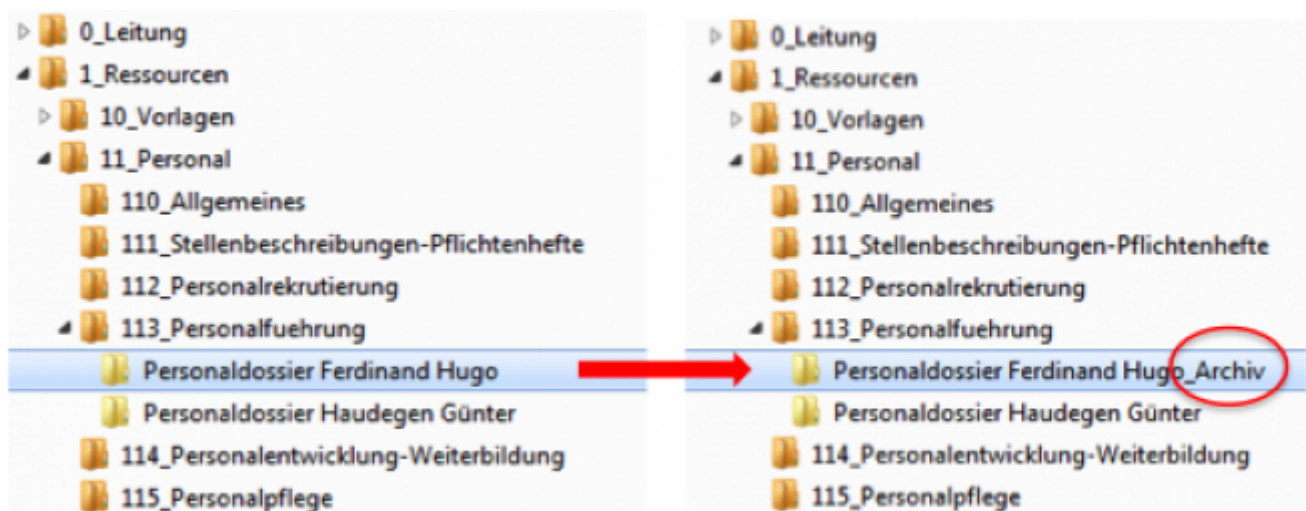 0_Leitung
1_Ressourcen
10_Vorlagen
11_Personal
110_Allgemeines
111_Stellenbeschreibungen-Pflichtenhefte
112_Personalrekrutierung
113_Personalfuehrung
Personaldossier Ferdinand Hugo
Personaldossier Haudegen Günter
114_Personalentwicklung-Weiterbildung
115_Personalpflege
0_Leitung
1_Ressourcen
10_Vorlagen
11_Personal
110_Allgemeines
111_Stellenbeschreibungen-Pflichtenhefte
112_Personalrekrutierung
113_Personalfuehrung
Personaldossier Ferdinand Hugo_Archiv
Personaldossier Haudegen Günter
114_Personalentwicklung-Weiterbildung
115_Personalpflege